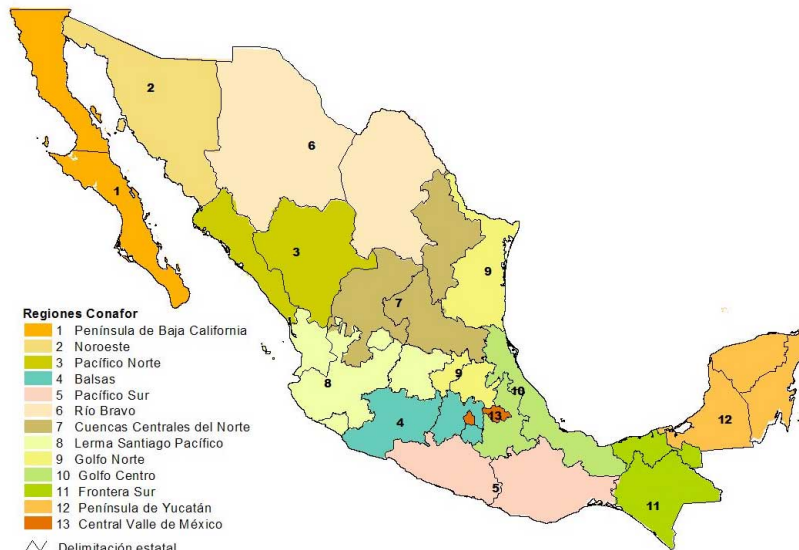 2
6
1
3
9
7
Regiones Conafor
1 Península de Baja California
2 Noroeste
3 Pacífico Norte
4 Balsas
5 Pacífico Sur
6 Río Bravo
7 Cuencas Centrales del Norte
8 Lerma Santiago Pacífico
9 Golfo Norte
10 Golfo Centro
11 Frontera Sur
12 Península de Yucatán
13 Central Valle de México
Delimitación estatal
8
9
10
13
12
4
5
11